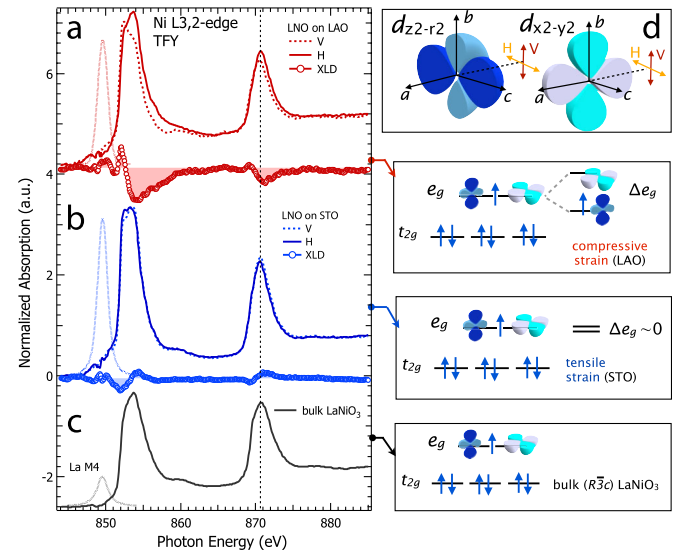 a
Ni L3,2-edge
TFY
LNO on LAO
V
H
XLD
b
LNO on STO
V
H
XLD
c
bulk LaNiO3
La M4
6
4
2
0
-2
Normalized Absorption (a.u.)
850
860
870
880
Photon Energy (eV)
d
dz2-r2
dx2-y2
b
b
H
V
H
V
a
c
a
c
eg
Δeg
t2g
compressive
strain (LAO)
eg
Δeg ~0
t2g
tensile
strain (STO)
eg
t2g
bulk (R3̅c) LaNiO3